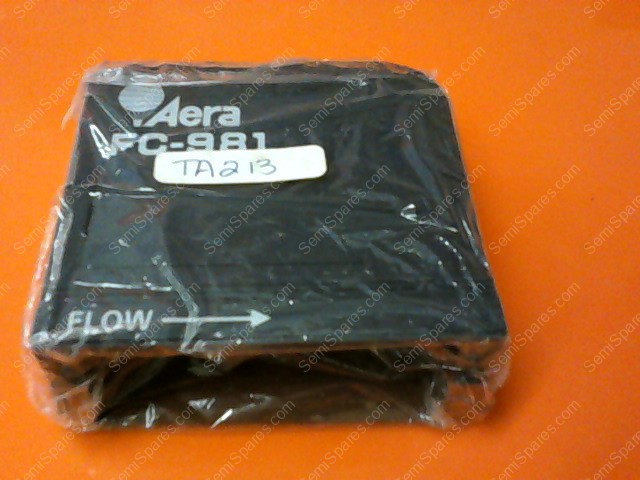 Aera
FC-981
TA213
FLOW
SemiSpares.com